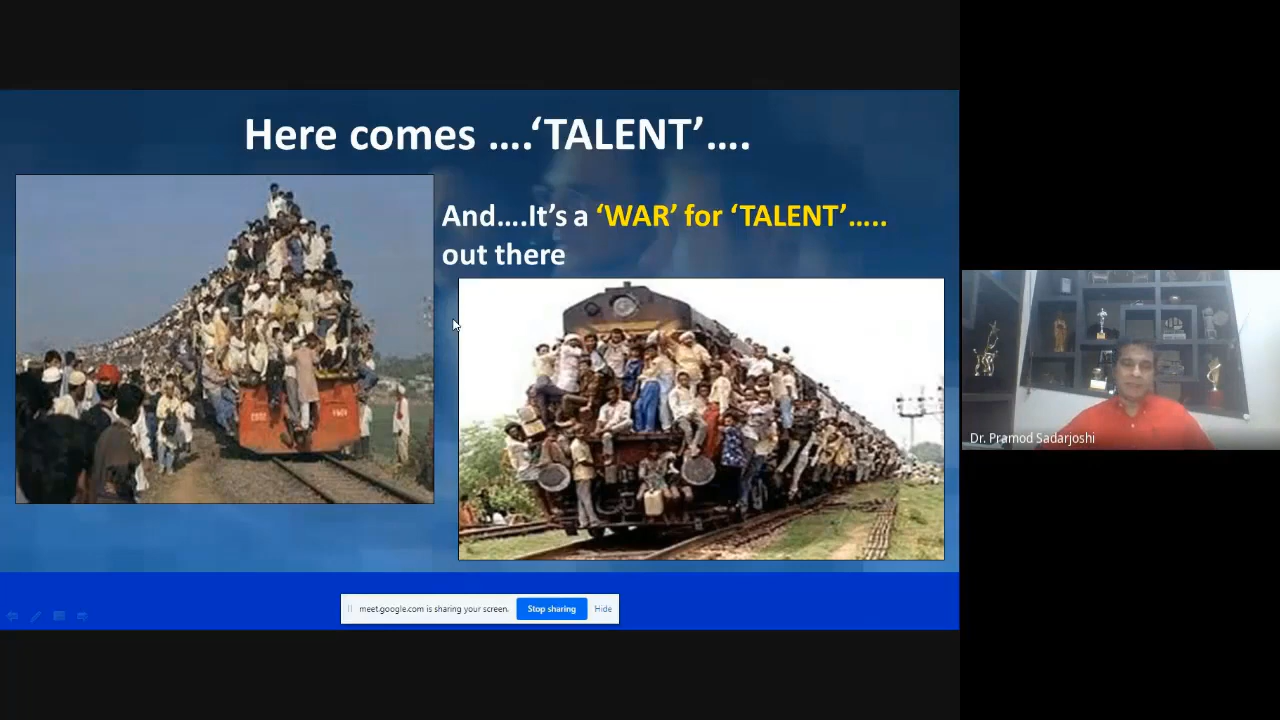 Here comes ….‘TALENT’….
And….It’s a ‘WAR’ for ‘TALENT’…..
out there
meet.google.com is sharing your screen.
Stop sharing
Hide
Dr. Pramod Sadarjoshi